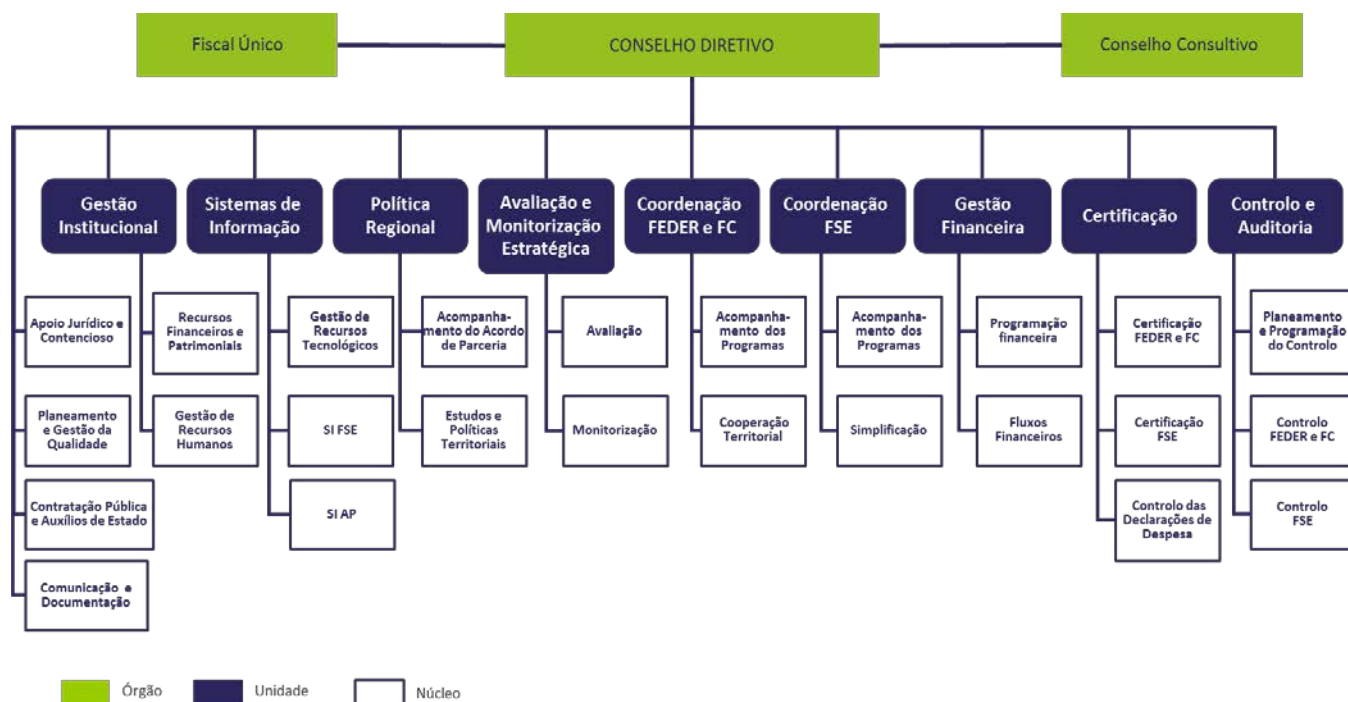 Fiscal Único
CONSELHO DIRETIVO
Conselho Consultivo
Gestão
Institucional
Sistemas de
Informação
Política
Regional
Avaliação e
Monitorização
Estratégica
Coordenação
FEDER e FC
Coordenação
FSE
Gestão
Financeira
Certificação
Controlo e
Auditoria
Apoio Jurídico e
Contencioso
Recursos
Financeiros e
Patrimoniais
Gestão de
Recursos
Tecnológicos
Acompanha-
mento do Acordo
de Parceria
Avaliação
Acompanha-
mento dos
Programas
Acompanha-
mento dos
Programas
Programação
financeira
Certificação
FEDER e FC
Planeamento
e Programação
do Controlo
Planeamento
e Gestão da
Qualidade
Gestão de
Recursos
Humanos
SI FSE
Estudos e
Políticas
Territoriais
Monitorização
Cooperação
Territorial
Simplificação
Fluxos
Financeiros
Certificação
FSE
Controlo
FEDER e FC
Contratação Pública
e Auxílios de Estado
SI AP
Controlo das
Declarações de
Despesa
Controlo
FSE
Comunicação e
Documentação
Órgão
Unidade
Núcleo